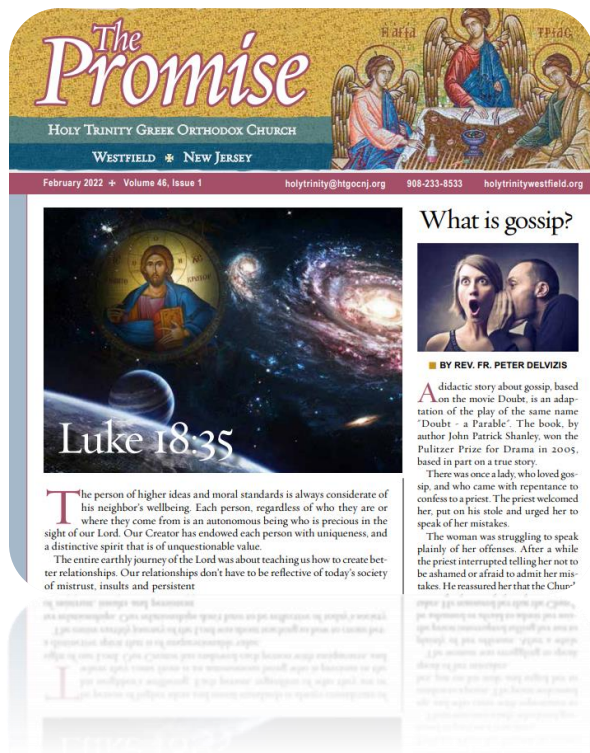 The
Promise
HOLY TRINITY GREEK ORTHODOX CHURCH
WESTFIELD ✠ NEW JERSEY
Η ΑΓΙΑ ΤΡΙΑϹ
February 2022 + Volume 46, Issue 1 holytrinity@htgocnj.org 908-233-8533 holytrinitywestfield.org
Luke 18:35
The person of higher ideas and moral standards is always considerate of
his neighbor's wellbeing. Each person, regardless of who they are or
where they come from is an autonomous being who is precious in the
sight of our Lord. Our Creator has endowed each person with uniqueness, and
a distinctive spirit that is of unquestionable value.
The entire earthly journey of the Lord was about teaching us how to create bet-
ter relationships. Our relationships don't have to be reflective of today's society
of mistrust, insults and persistent
What is gossip?
BY REV. FR. PETER DELVIZIS
A didactic story about gossip, based
on the movie Doubt, is an adap-
tation of the play of the same name
"Doubt - a Parable". The book, by
author John Patrick Shanley, won the
Pulitzer Prize for Drama in 2005,
based in part on a true story.
There was once a lady, who loved gos-
sip, and who came with repentance to
confess to a priest. The priest welcomed
her, put on his stole and urged her to
speak of her mistakes.
The woman was struggling to speak
plainly of her offenses. After a while
the priest interrupted telling her not to
be ashamed or afraid to admit her mis-
takes. He reassured her that the